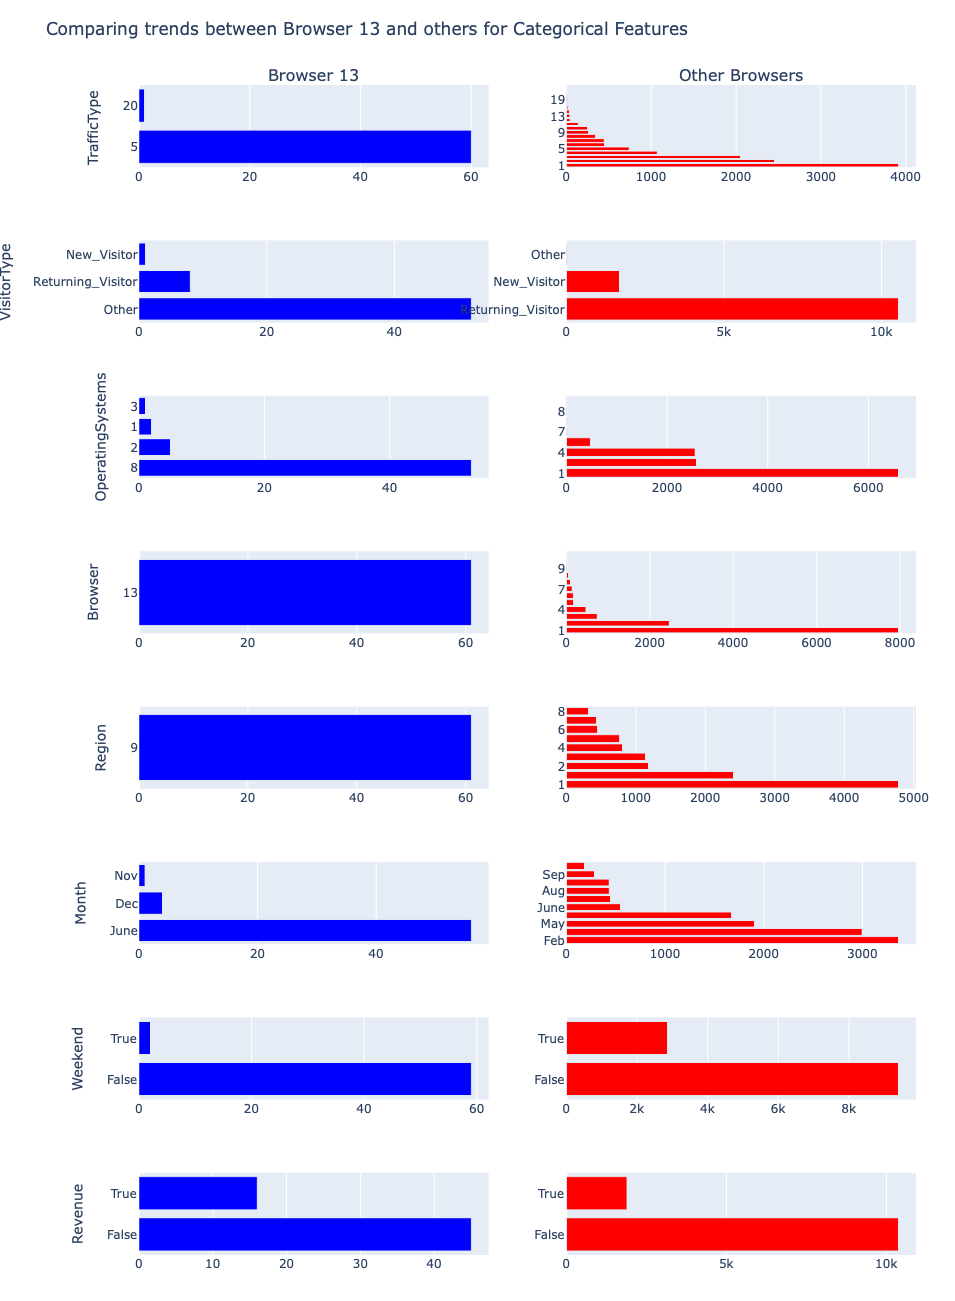 Comparing trends between Browser 13 and others for Categorical Features
Browser 13
Other Browsers
TrafficType
20
5
0 20 40 60
19
13
9
5
1
0 1000 2000 3000 4000
VisitorType
New_Visitor
Returning_Visitor
Other
0 20 40
Other
New_Visitor
Returning_Visitor
0 5k 10k
OperatingSystems
3
1
2
8
0 20 40
8
7
4
1
0 2000 4000 6000
Browser
13
0 20 40 60
9
7
4
1
0 2000 4000 6000 8000
Region
9
0 20 40 60
8
6
4
2
1
0 1000 2000 3000 4000 5000
Month
Nov
Dec
June
0 20 40
Sep
Aug
June
May
Feb
0 1000 2000 3000
Weekend
True
False
0 20 40 60
True
False
0 2k 4k 6k 8k
Revenue
True
False
0 10 20 30 40
True
False
0 5k 10k